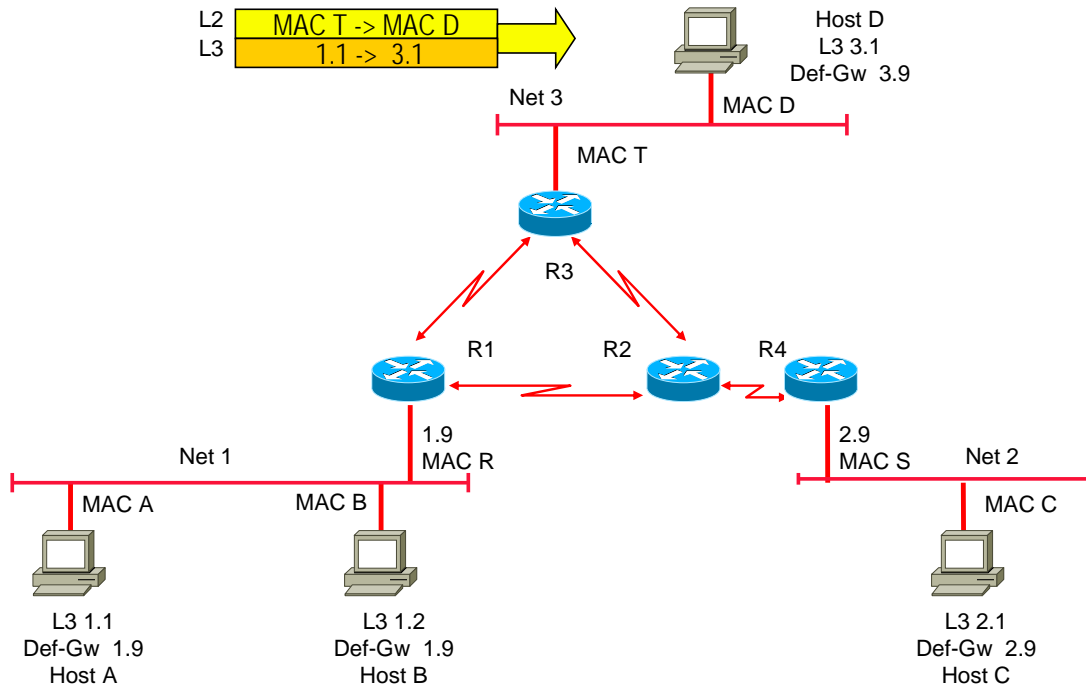 L2
MAC T -> MAC D
L3
1.1 -> 3.1
Host D
L3 3.1
Def-Gw 3.9
Net 3
MAC D
MAC T
R3
R1
R2
R4
1.9
MAC R
2.9
MAC S
Net 1
Net 2
MAC A
MAC B
MAC C
L3 1.1
Def-Gw 1.9
Host A
L3 1.2
Def-Gw 1.9
Host B
L3 2.1
Def-Gw 2.9
Host C